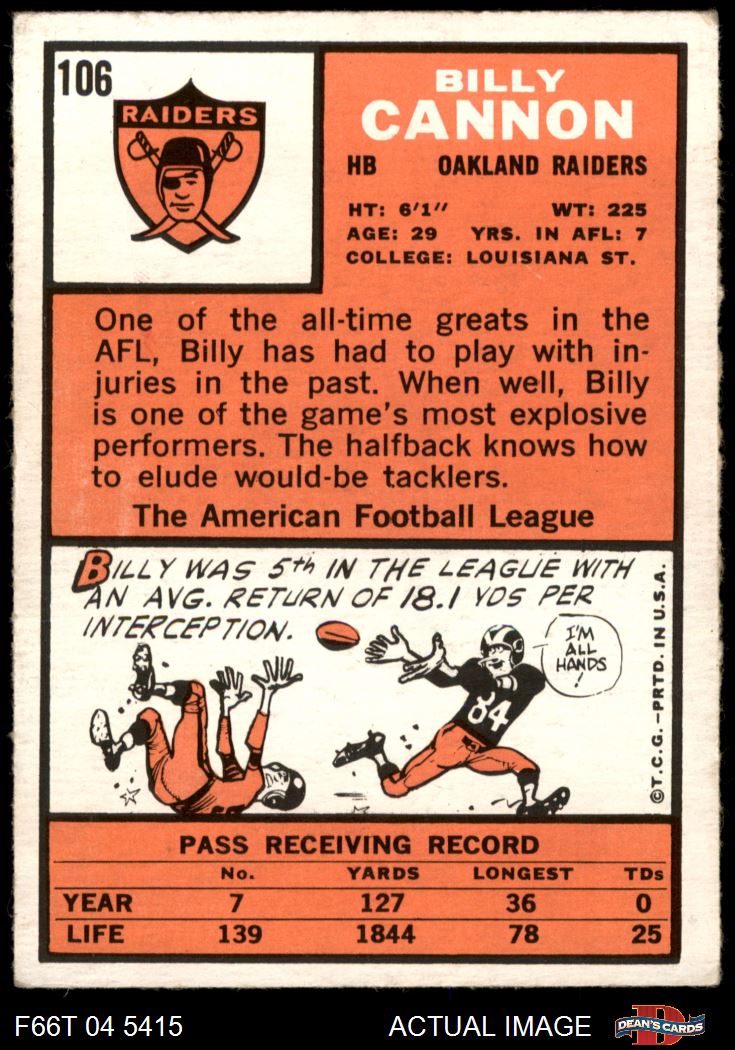 106
RAIDERS
BILLY
CANNON
HB OAKLAND RAIDERS
HT: 6'1" WT: 225
AGE: 29 YRS. IN AFL: 7
COLLEGE: LOUISIANA ST.
One of the all-time greats in the
AFL, Billy has had to play with in-
juries in the past. When well, Billy
is one of the game's most explosive
performers. The halfback knows how
to elude would-be tacklers.
The American Football League
BILLY WAS 5th IN THE LEAGUE WITH
AN AVG. RETURN OF 18.1 YDS PER
INTERCEPTION.
I'M
ALL
HANDS
!
84
©T.C.G.–PRTD. IN U.S.A.
PASS RECEIVING RECORD
No. YARDS LONGEST TDs
YEAR 7 127 36 0
LIFE 139 1844 78 25
F66T 04 5415 ACTUAL IMAGE
D
DEAN'S CARDS